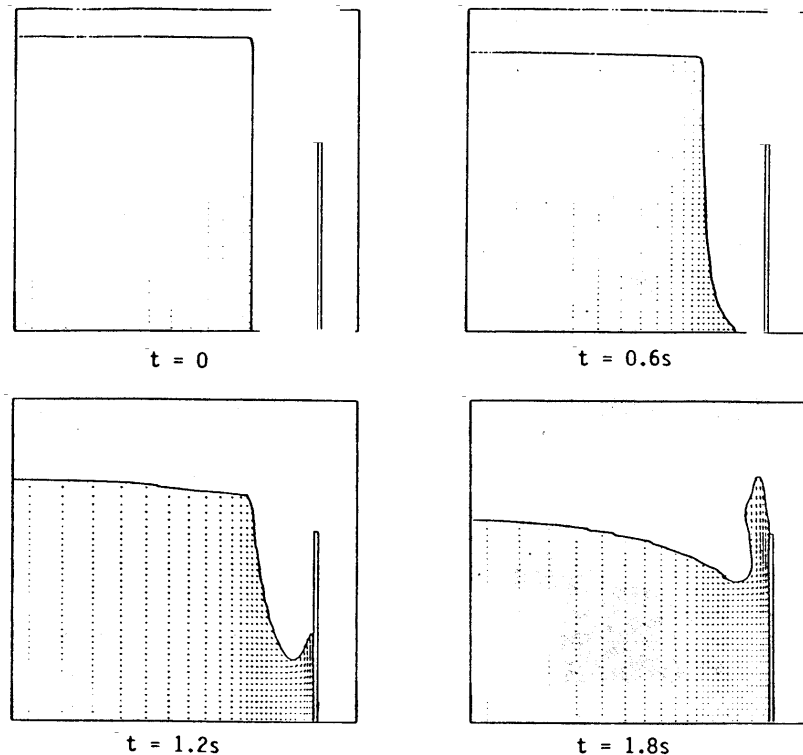 t = 0
t = 0.6s
t = 1.2s
t = 1.8s